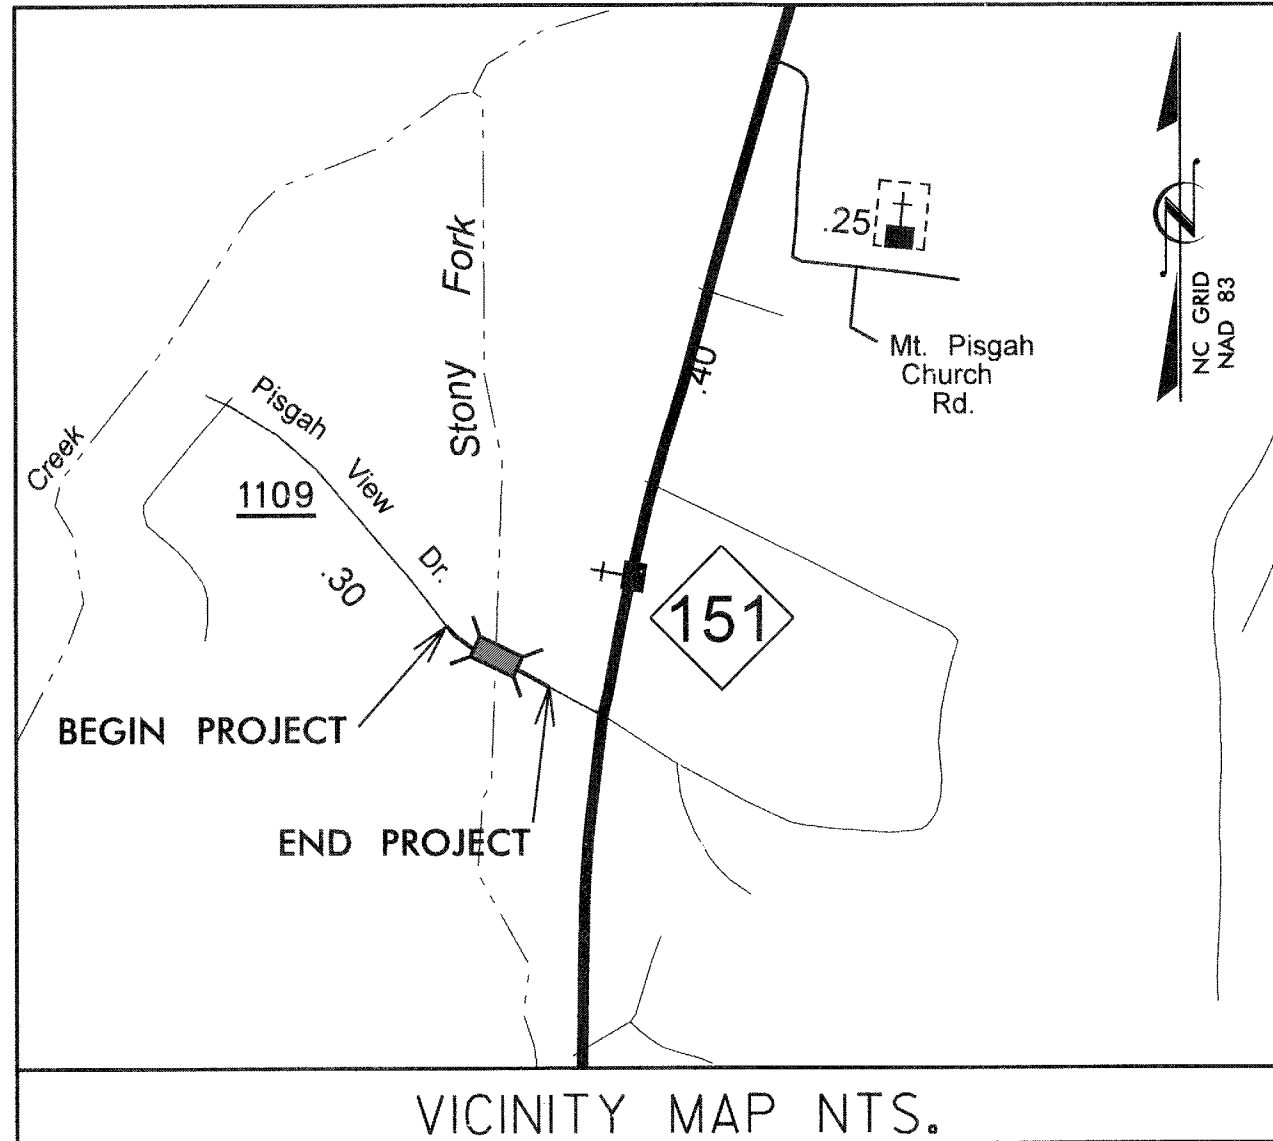 .25
Mt. Pisgah
Church
Rd.
NC GRID
NAD 83
Stony Fork
.40
Creek
Pisgah View Dr.
1109
.30
151
BEGIN PROJECT
END PROJECT
VICINITY MAP NTS.